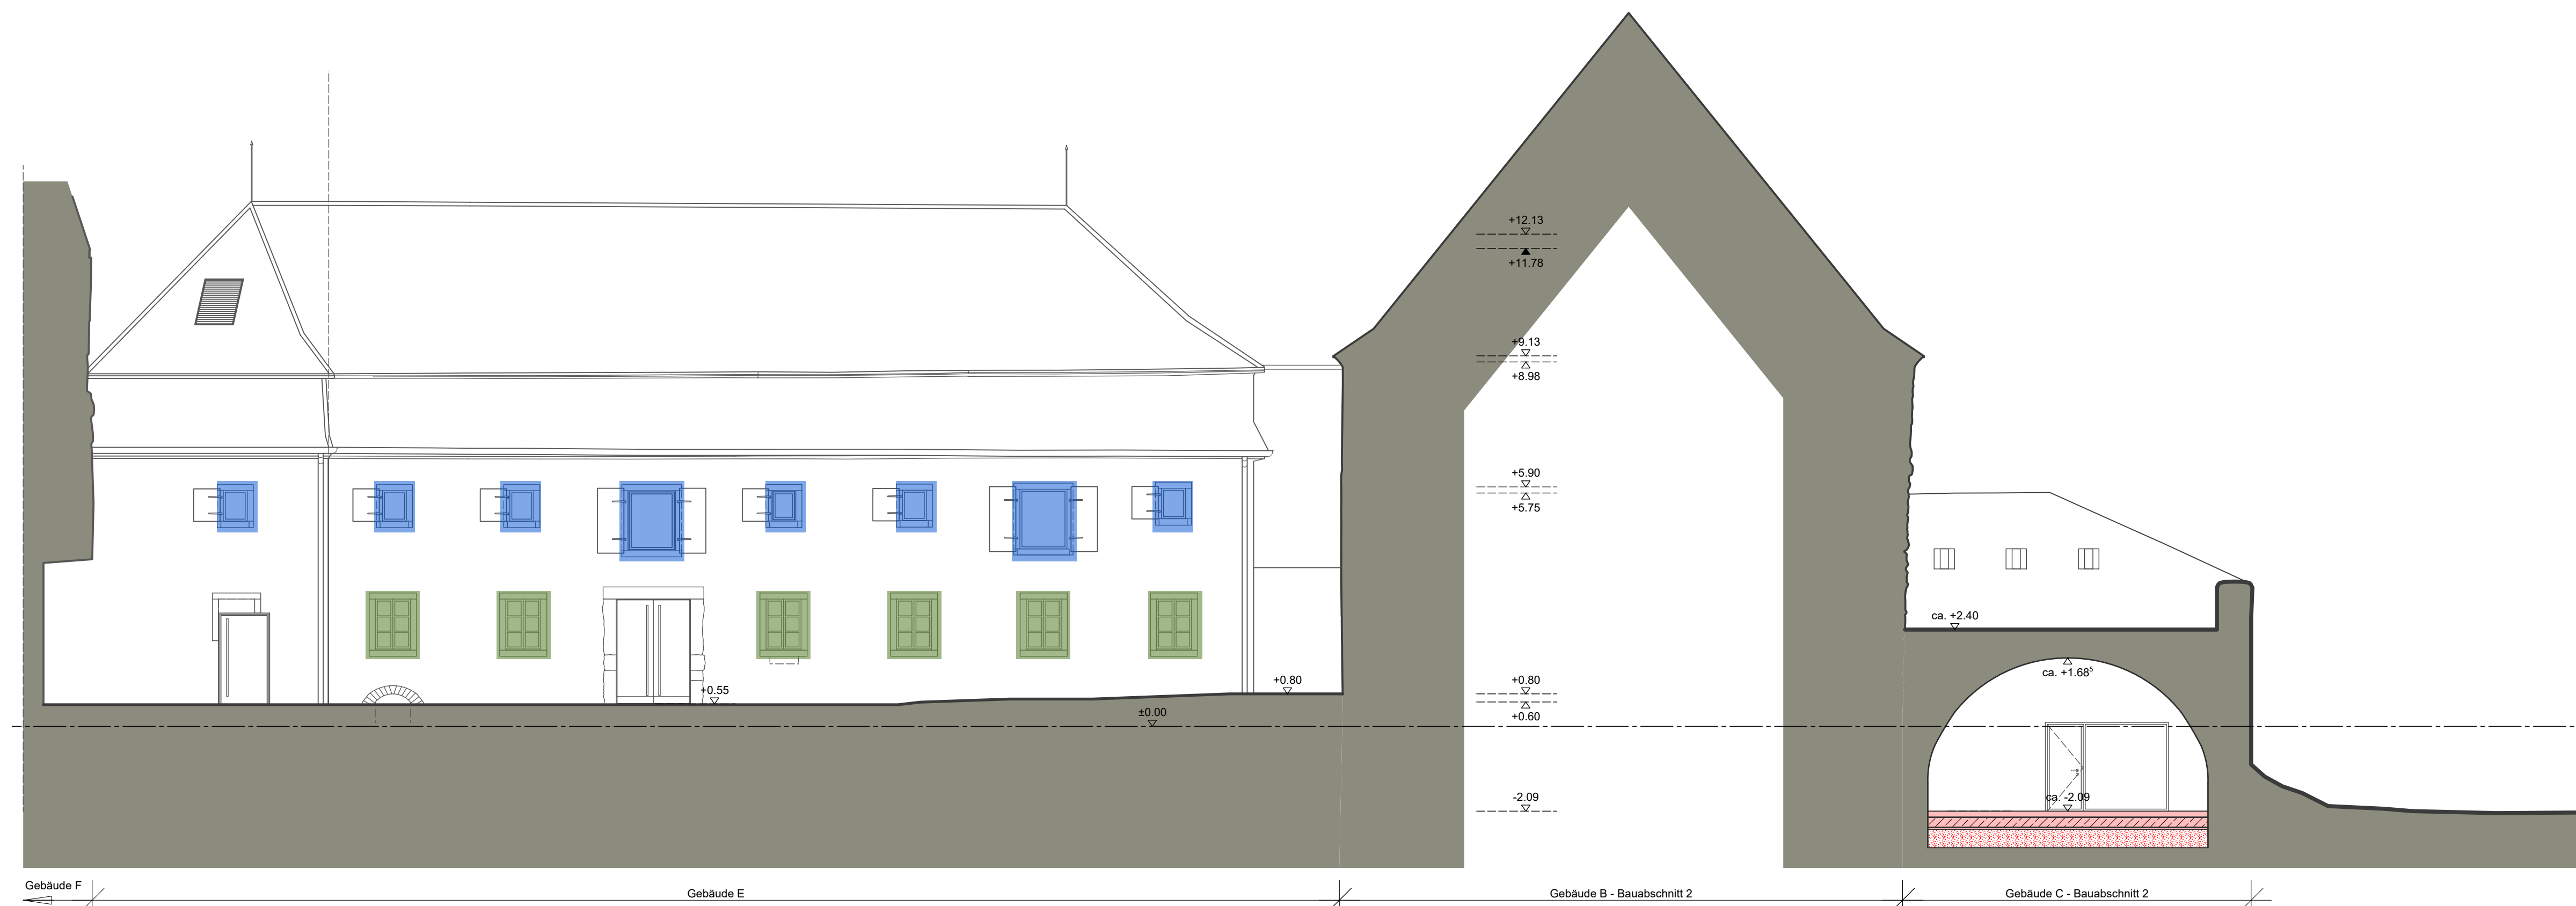 +12.13
+11.78
+9.13
+8.98
+5.90
+5.75
ca. +2.40
ca. +1.68⁵
+0.55
+0.80
+0.80
±0.00
+0.60
-2.09
ca. -2.09
Gebäude F
Gebäude E
Gebäude B - Bauabschnitt 2
Gebäude C - Bauabschnitt 2